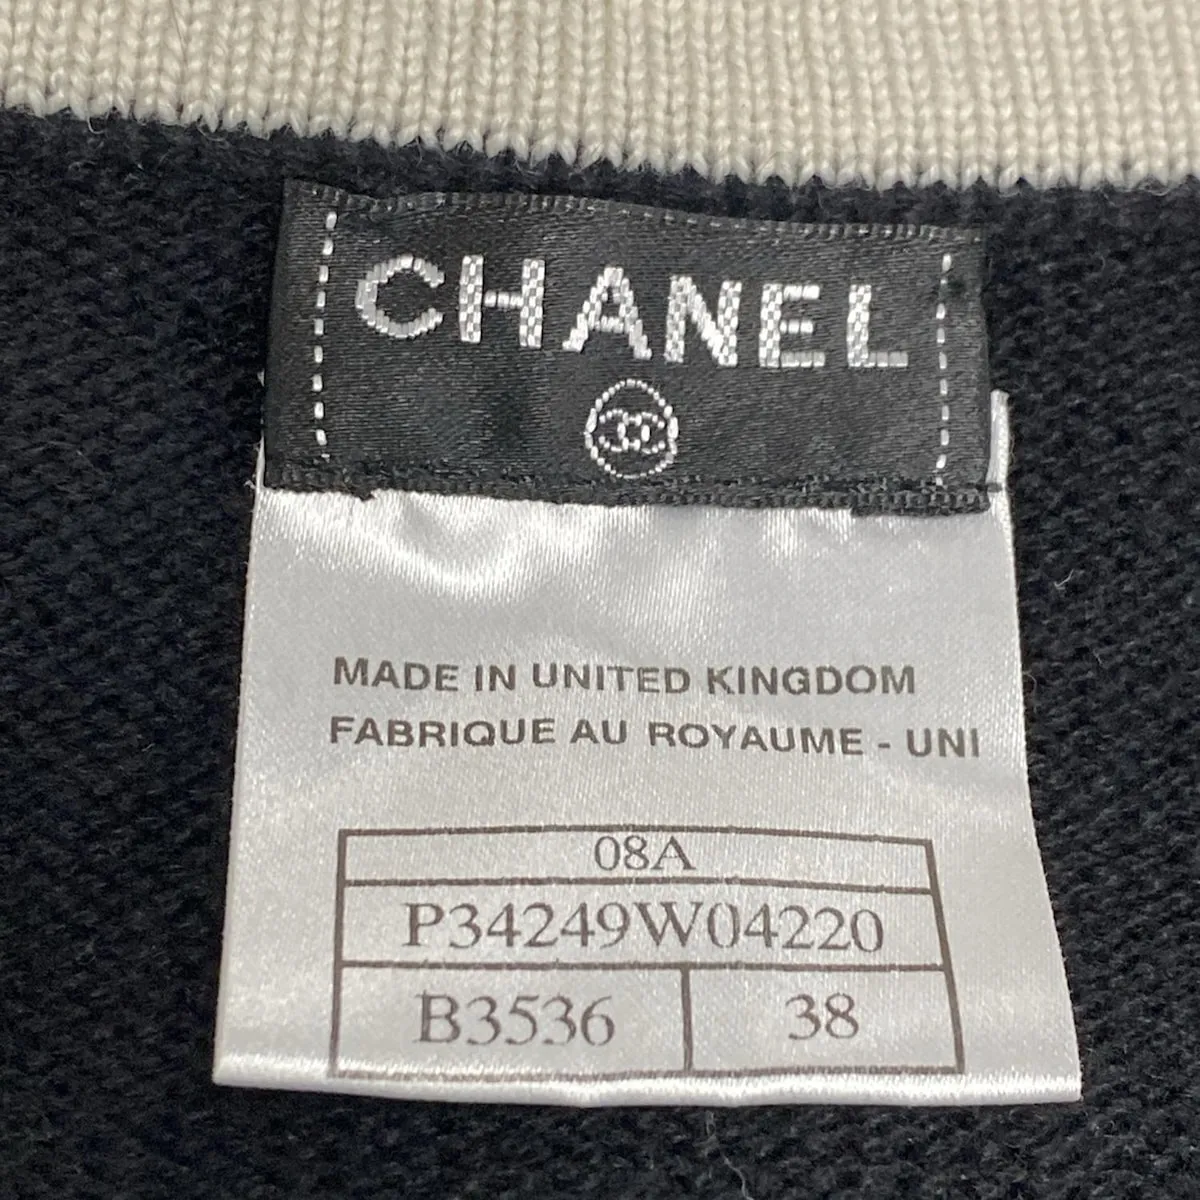 CHANEL
MADE IN UNITED KINGDOM
FABRIQUE AU ROYAUME - UNI
08A
P34249W04220
B3536 38